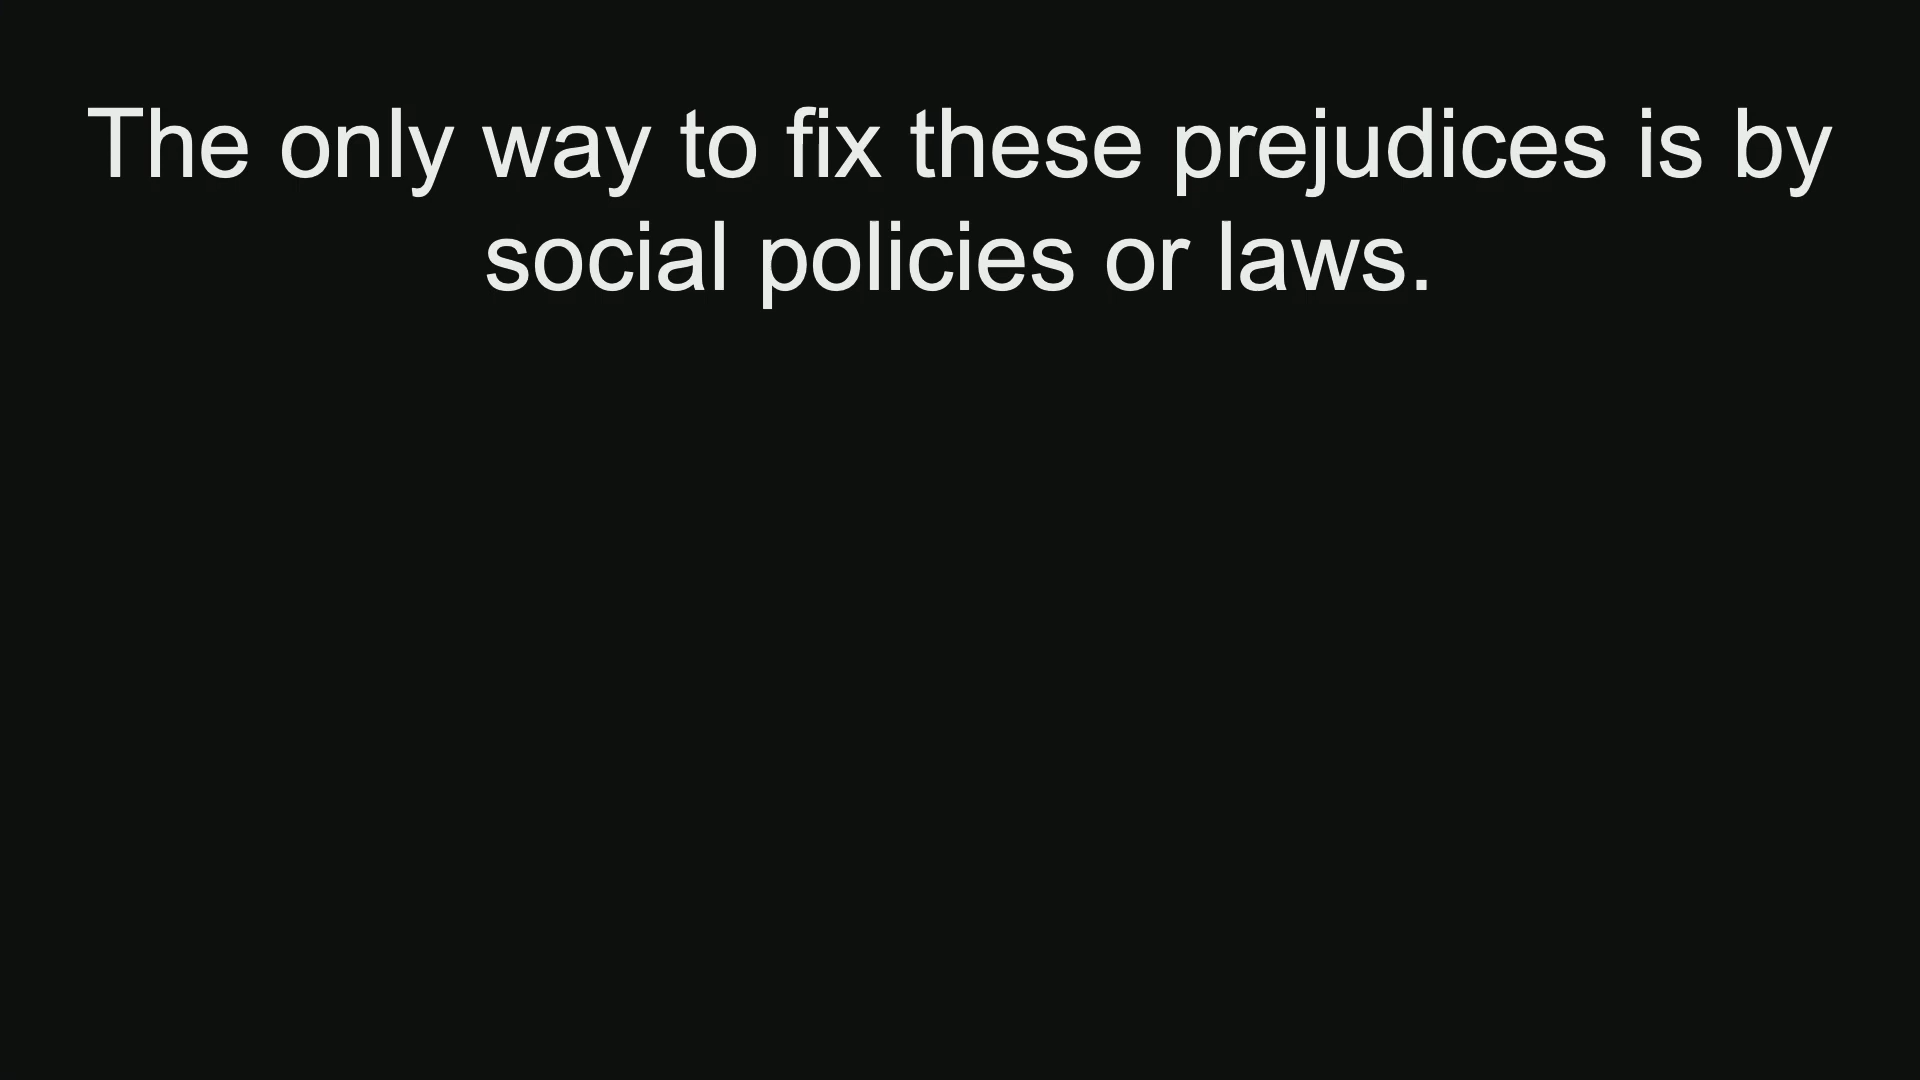 The only way to fix these prejudices is by
social policies or laws.